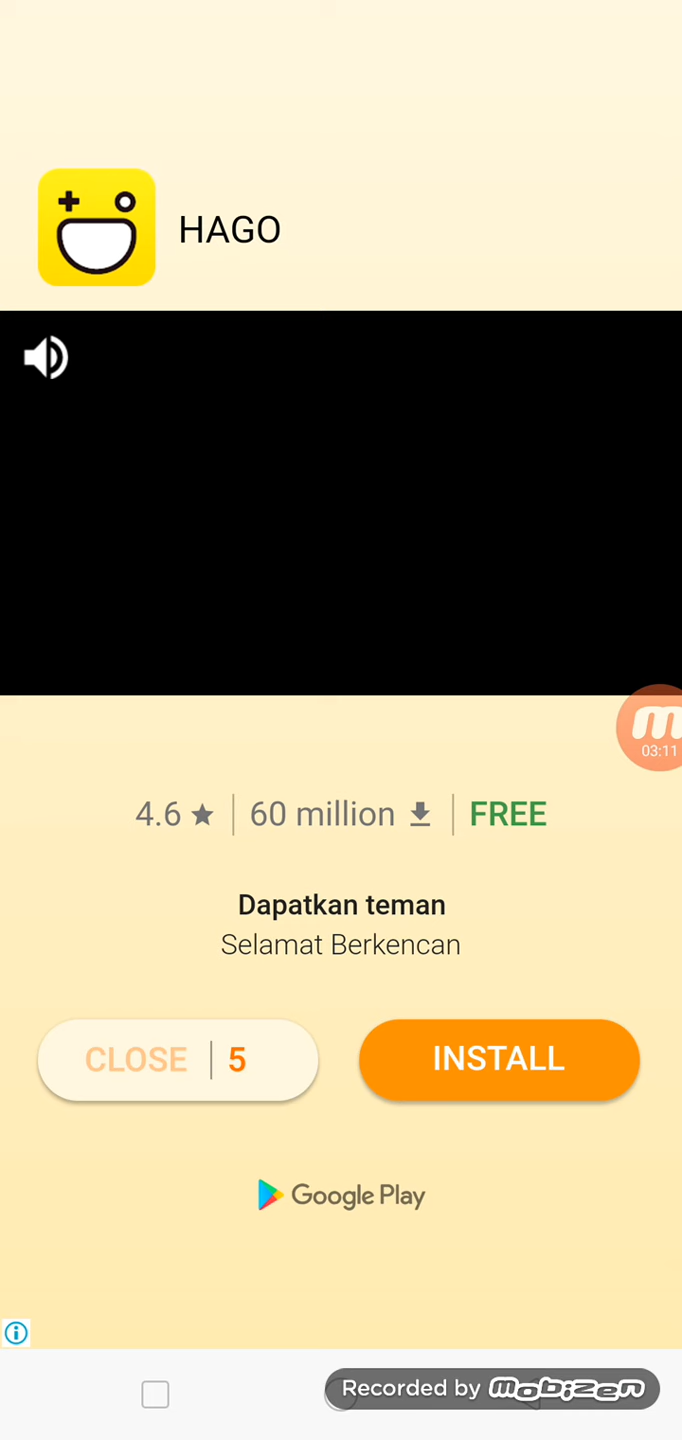 HAGO
03:11
4.6 | 60 million | FREE
Dapatkan teman
Selamat Berkencan
CLOSE | 5
INSTALL
Google Play
Recorded by mobizen